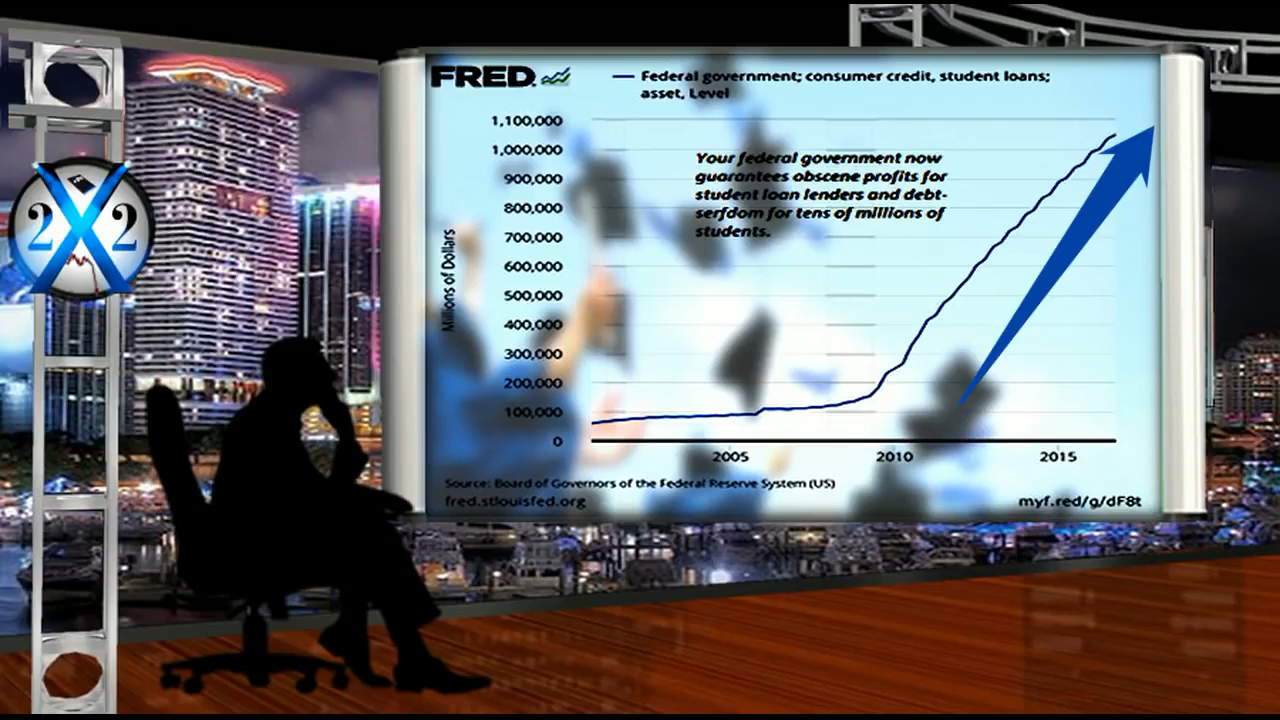 FRED
Federal government; consumer credit, student loans;
asset, Level
1,100,000
1,000,000
900,000
800,000
700,000
600,000
500,000
400,000
300,000
200,000
100,000
0
Millions of Dollars
Your federal government now
guarantees obscene profits for
student loan lenders and debt-
serfdom for tens of millions of
students.
2005
2010
2015
Source: Board of Governors of the Federal Reserve System (US)
fred.stlouisfed.org
myf.red/g/dF8t
2X2